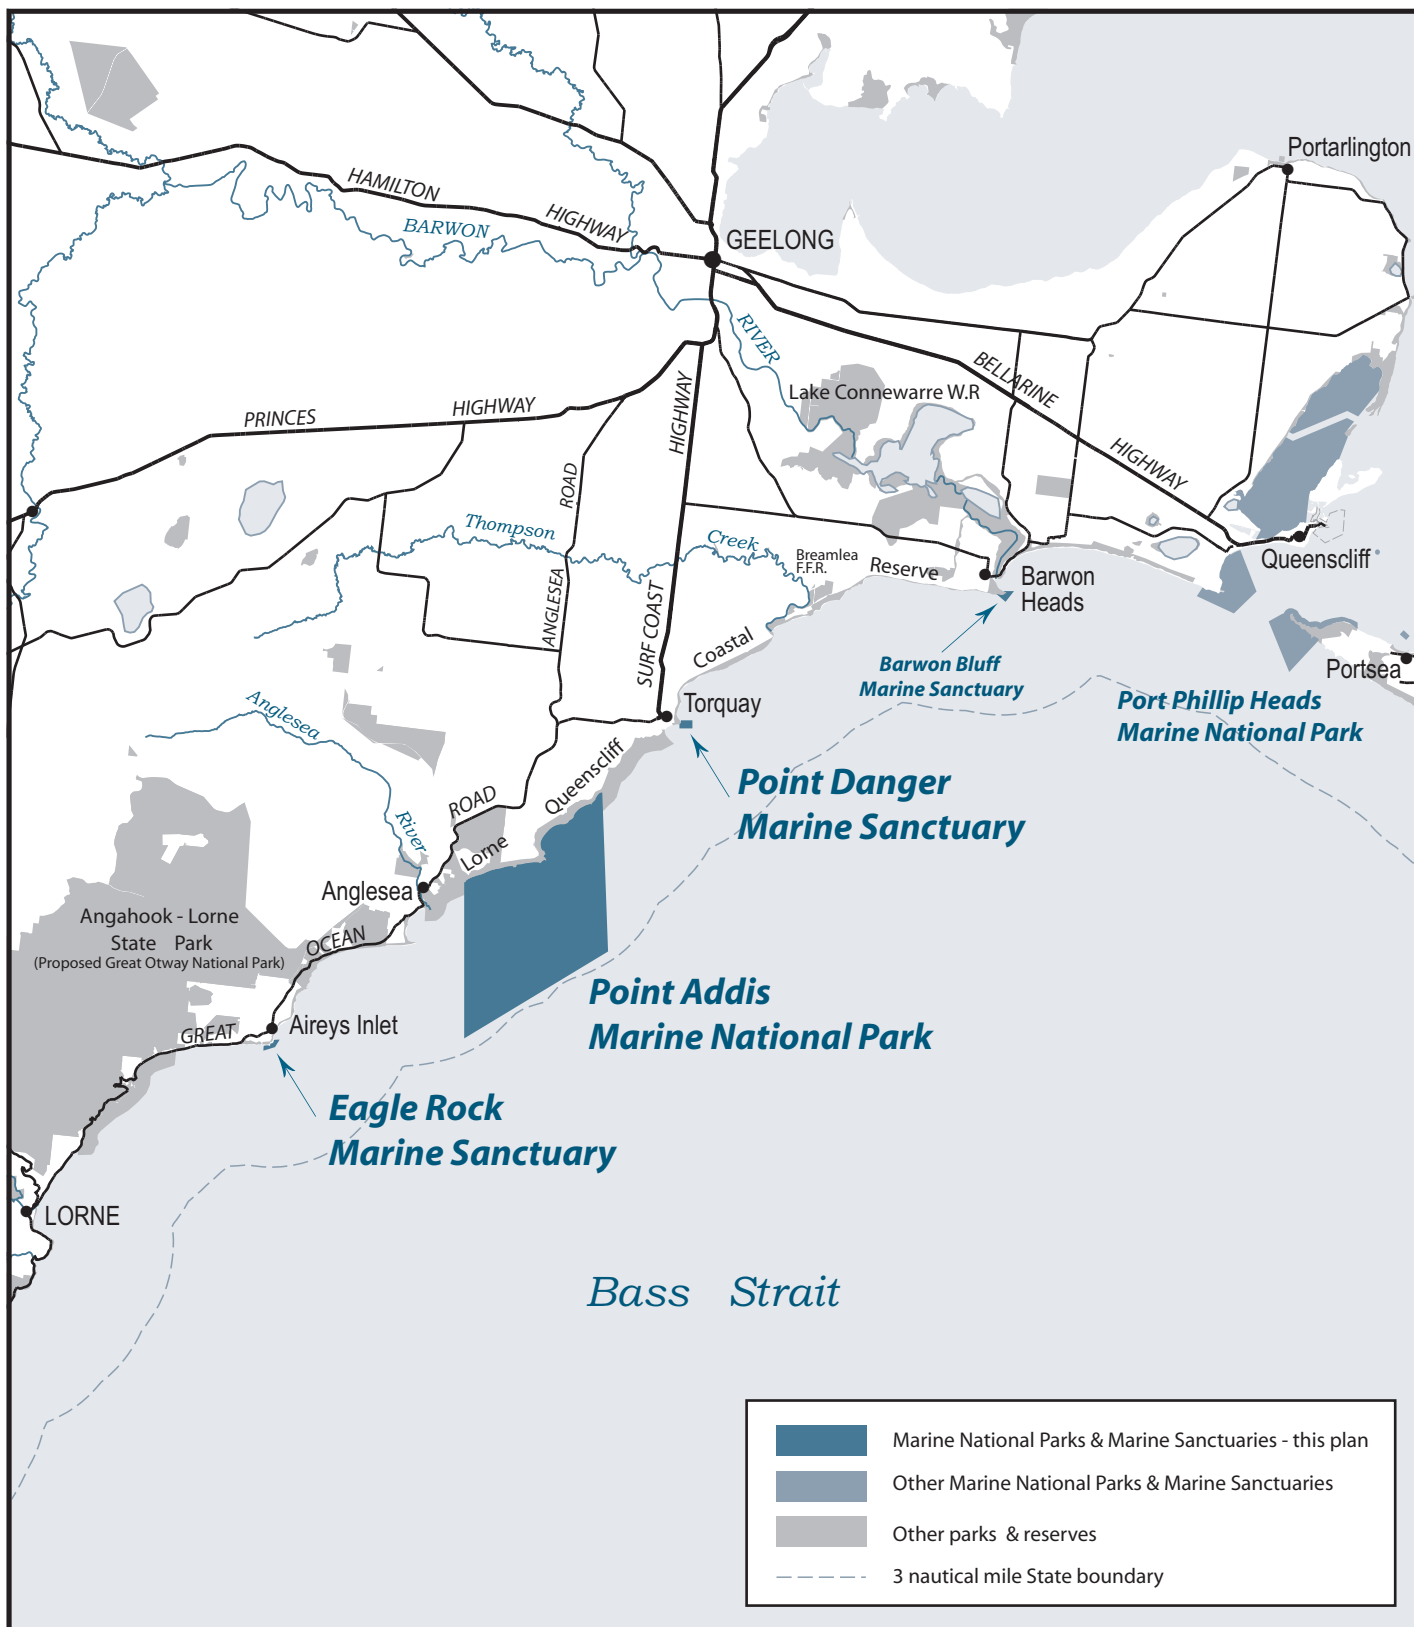 Portarlington
HAMILTON
HIGHWAY
BARWON
RIVER
GEELONG
BELLARINE
HIGHWAY
Lake Connewarre W.R
PRINCES
HIGHWAY
HIGHWAY
SURF COAST
ROAD
ANGLESEA
Thompson
Creek
Breamlea
F.F.R.
Reserve
Coastal
Queenscliff
Lorne
Barwon
Heads
Queenscliff
Portsea
Barwon Bluff
Marine Sanctuary
Port Phillip Heads
Marine National Park
Torquay
Point Danger
Marine Sanctuary
Anglesea
River
ROAD
OCEAN
GREAT
Anglesea
Angahook - Lorne
State Park
(Proposed Great Otway National Park)
Point Addis
Marine National Park
Aireys Inlet
Eagle Rock
Marine Sanctuary
LORNE
Bass Strait
Marine National Parks & Marine Sanctuaries - this plan
Other Marine National Parks & Marine Sanctuaries
Other parks & reserves
3 nautical mile State boundary